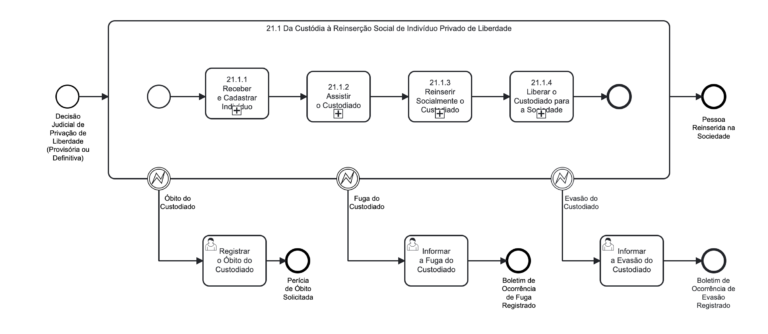 21.1 Da Custódia à Reinserção Social de Indivíduo Privado de Liberdade
21.1.1
Receber
e Cadastrar
Indivíduo
21.1.2
Assistir
o Custodiado
21.1.3
Reinserir
Socialmente o
Custodiado
21.1.4
Liberar o
Custodiado para
a Sociedade
Decisão
Judicial de
Privação de
Liberdade
(Provisória ou
Definitiva)
Pessoa
Reinserida na
Sociedade
Óbito do
Custodiado
Fuga do
Custodiado
Evasão do
Custodiado
Registrar
o Óbito do
Custodiado
Perícia
de Óbito
Solicitada
Informar
a Fuga do
Custodiado
Boletim de
Ocorrência
de Fuga
Registrado
Informar
a Evasão do
Custodiado
Boletim de
Ocorrência de
Evasão
Registrado